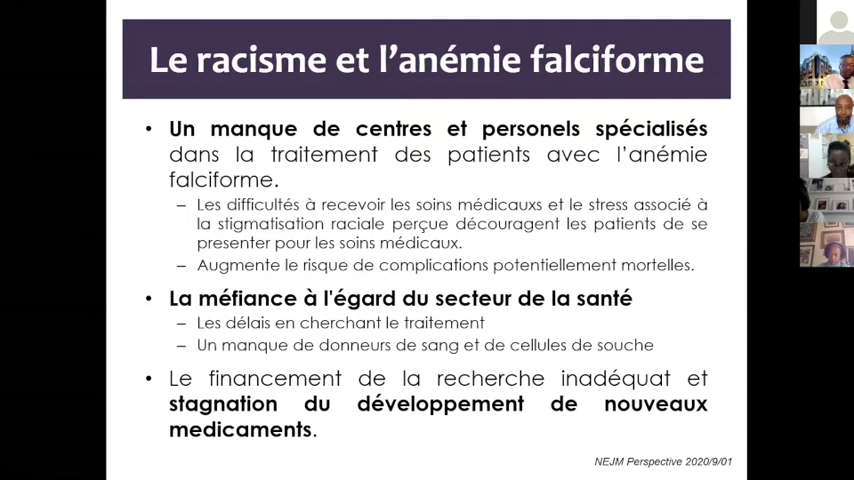 Le racisme et l'anémie falciforme
• Un manque de centres et personels spécialisés
dans la traitement des patients avec l'anémie
falciforme.
– Les difficultés à recevoir les soins médicauxs et le stress associé à
la stigmatisation raciale perçue découragent les patients de se
presenter pour les soins médicaux.
– Augmente le risque de complications potentiellement mortelles.
• La méfiance à l'égard du secteur de la santé
– Les délais en cherchant le traitement
– Un manque de donneurs de sang et de cellules de souche
• Le financement de la recherche inadéquat et
stagnation du développement de nouveaux
medicaments.
NEJM Perspective 2020/9/01